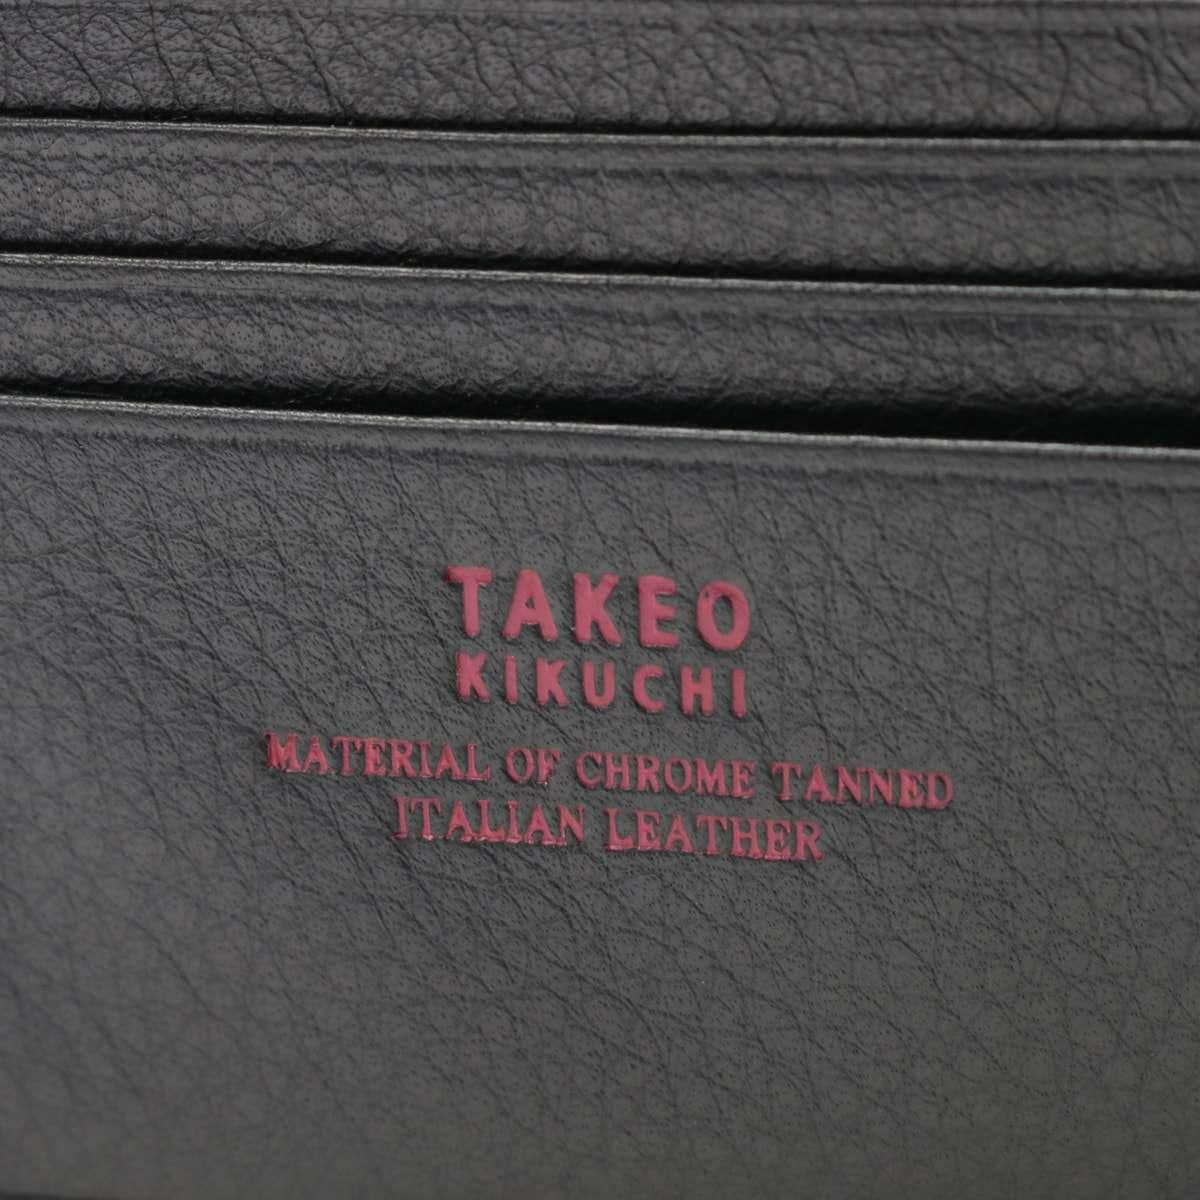 TAKEO
KIKUCHI
MATERIAL OF CHROME TANNED
ITALIAN LEATHER